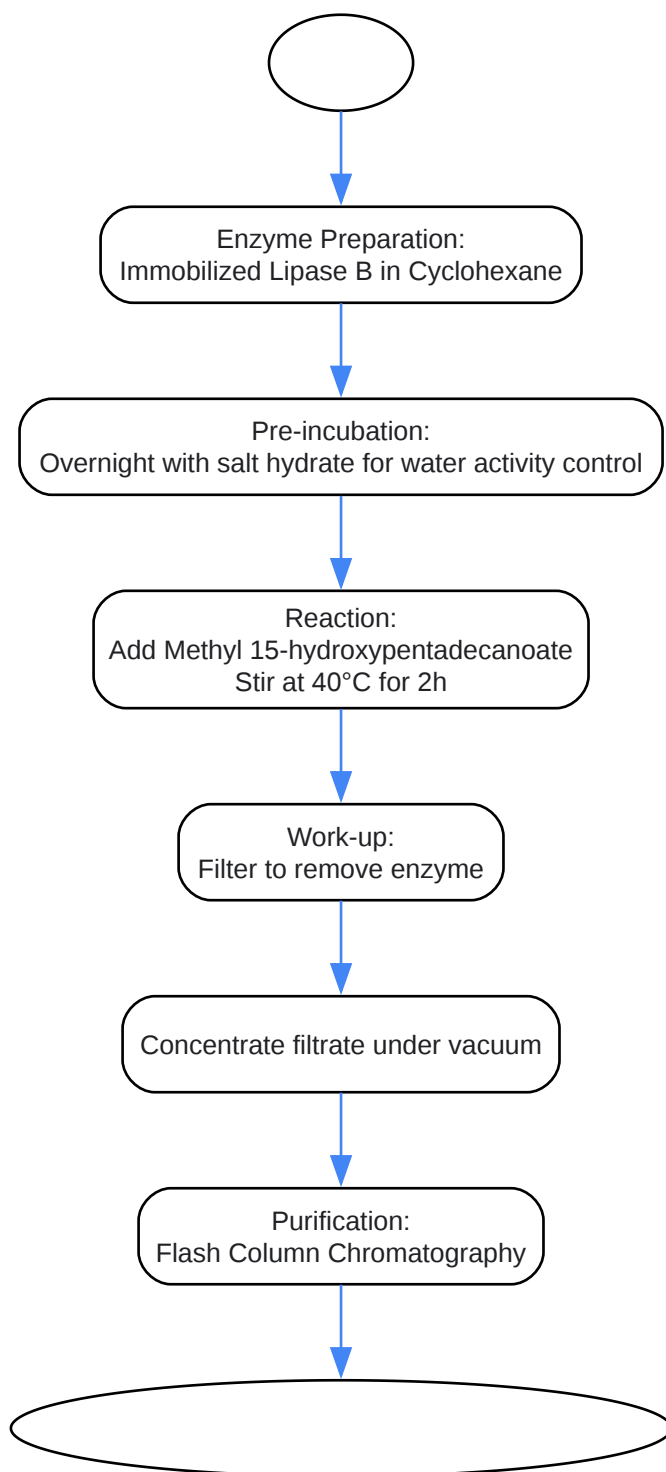 Enzyme Preparation:
Immobilized Lipase B in Cyclohexane
Pre-incubation:
Overnight with salt hydrate for water activity control
Reaction:
Add Methyl 15-hydroxypentadecanoate
Stir at 40°C for 2h
Work-up:
Filter to remove enzyme
Concentrate filtrate under vacuum
Purification:
Flash Column Chromatography